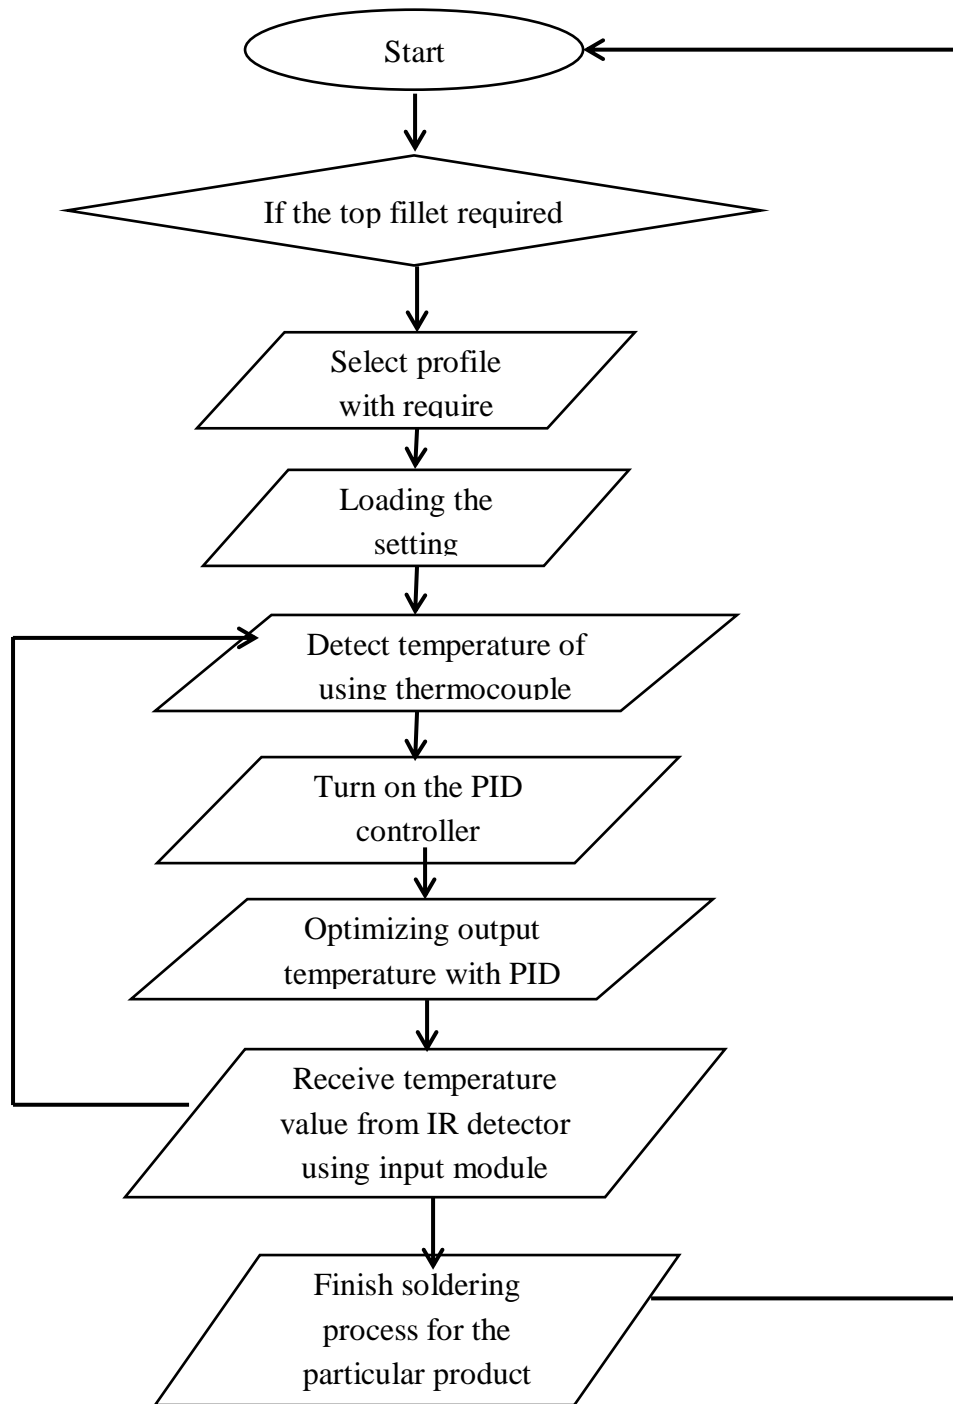 Start
If the top fillet required
Select profile
with require
Loading the
setting
Detect temperature of
using thermocouple
Turn on the PID
controller
Optimizing output
temperature with PID
Receive temperature
value from IR detector
using input module
Finish soldering
process for the
particular product